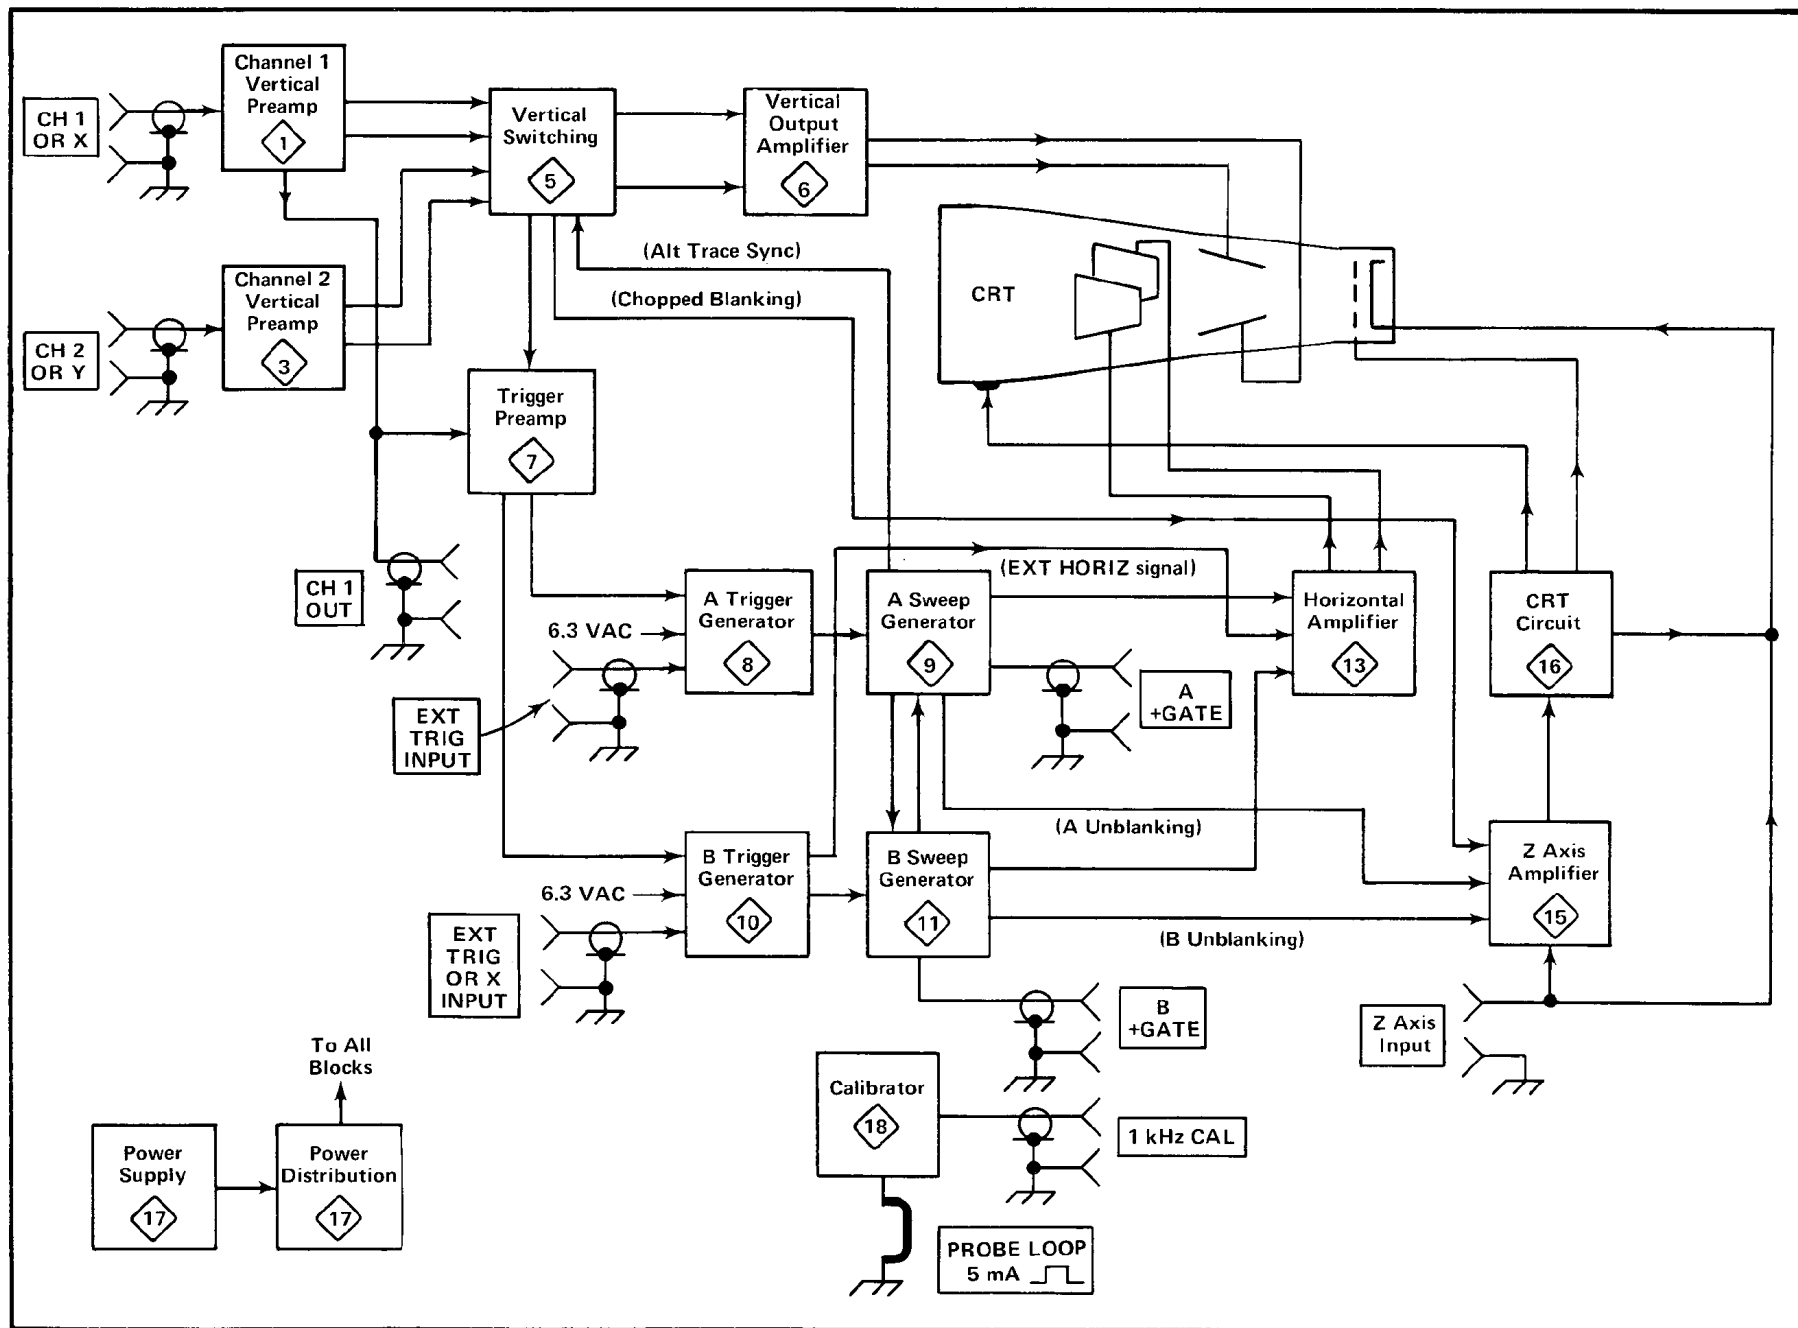 CH 1
OR X
Channel 1
Vertical
Preamp
1
Vertical
Switching
5
Vertical
Output
Amplifier
6
CH 2
OR Y
Channel 2
Vertical
Preamp
3
(Alt Trace Sync)
(Chopped Blanking)
CRT
Trigger
Preamp
7
CH 1
OUT
A Trigger
Generator
8
6.3 VAC
EXT
TRIG
INPUT
A Sweep
Generator
9
(EXT HORIZ signal)
A
+GATE
Horizontal
Amplifier
13
CRT
Circuit
16
(A Unblanking)
B Trigger
Generator
10
6.3 VAC
EXT
TRIG
OR X
INPUT
B Sweep
Generator
11
(B Unblanking)
Z Axis
Amplifier
15
B
+GATE
Z Axis
Input
To All
Blocks
Power
Supply
17
Power
Distribution
17
Calibrator
18
1 kHz CAL
PROBE LOOP
5 mA